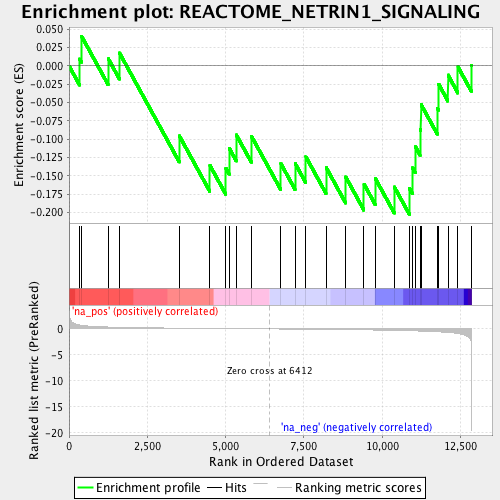 Enrichment plot: REACTOME_NETRIN1_SIGNALING
Enrichment score (ES)
0.050
0.025
0.000
-0.025
-0.050
-0.075
-0.100
-0.125
-0.150
-0.175
-0.200
'na_pos' (positively correlated)
Ranked list metric (PreRanked)
0
-5
-10
-15
-20
Zero cross at 6412
'na_neg' (negatively correlated)
0 2,500 5,000 7,500 10,000 12,500
Rank in Ordered Dataset
Enrichment profile Hits Ranking metric scores